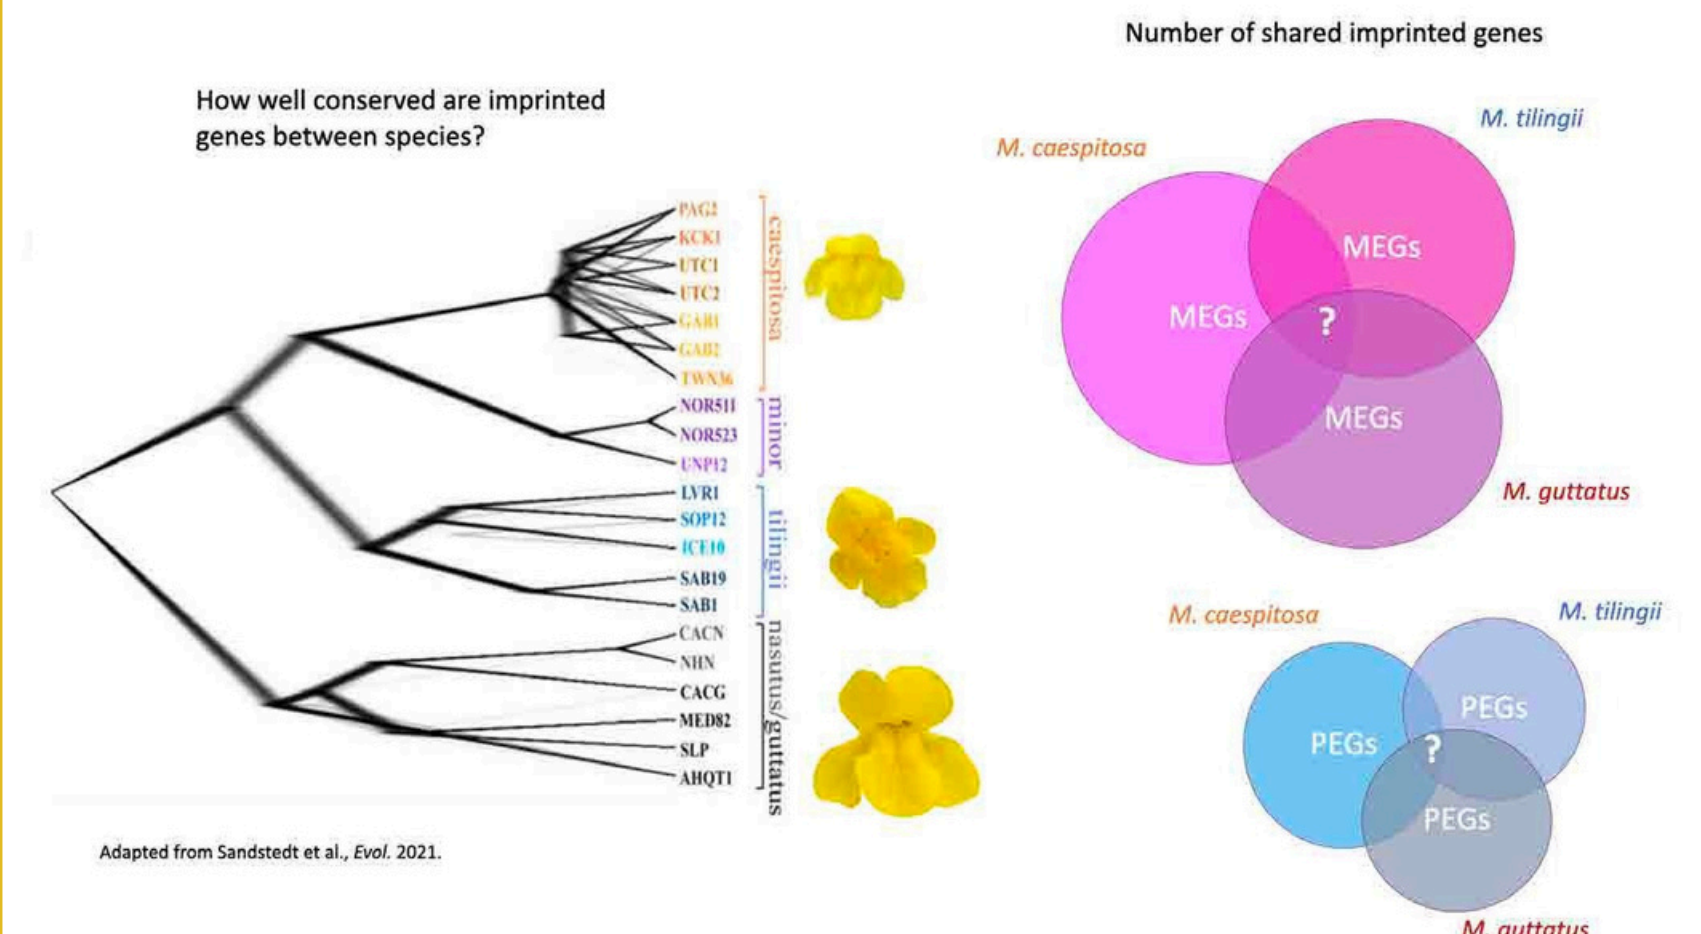 Number of shared imprinted genes
How well conserved are imprinted
genes between species?
M. tilingii
M. caespitosa
MEGs
MEGs
?
MEGs
M. guttatus
PAG2
KCK1
UTC1
UTC2
GAB1
GAB2
TWN36
caespitosa
NOR511
NOR523
UNP12
minor
LVR1
SOP12
ICE10
SAB19
SAB1
tilingii
CACN
NHN
CACG
MED82
SLP
AHQT1
nasutus/guttatus
M. caespitosa
M. tilingii
PEGs
PEGs
?
PEGs
M. guttatus
Adapted from Sandstedt et al., Evol. 2021.